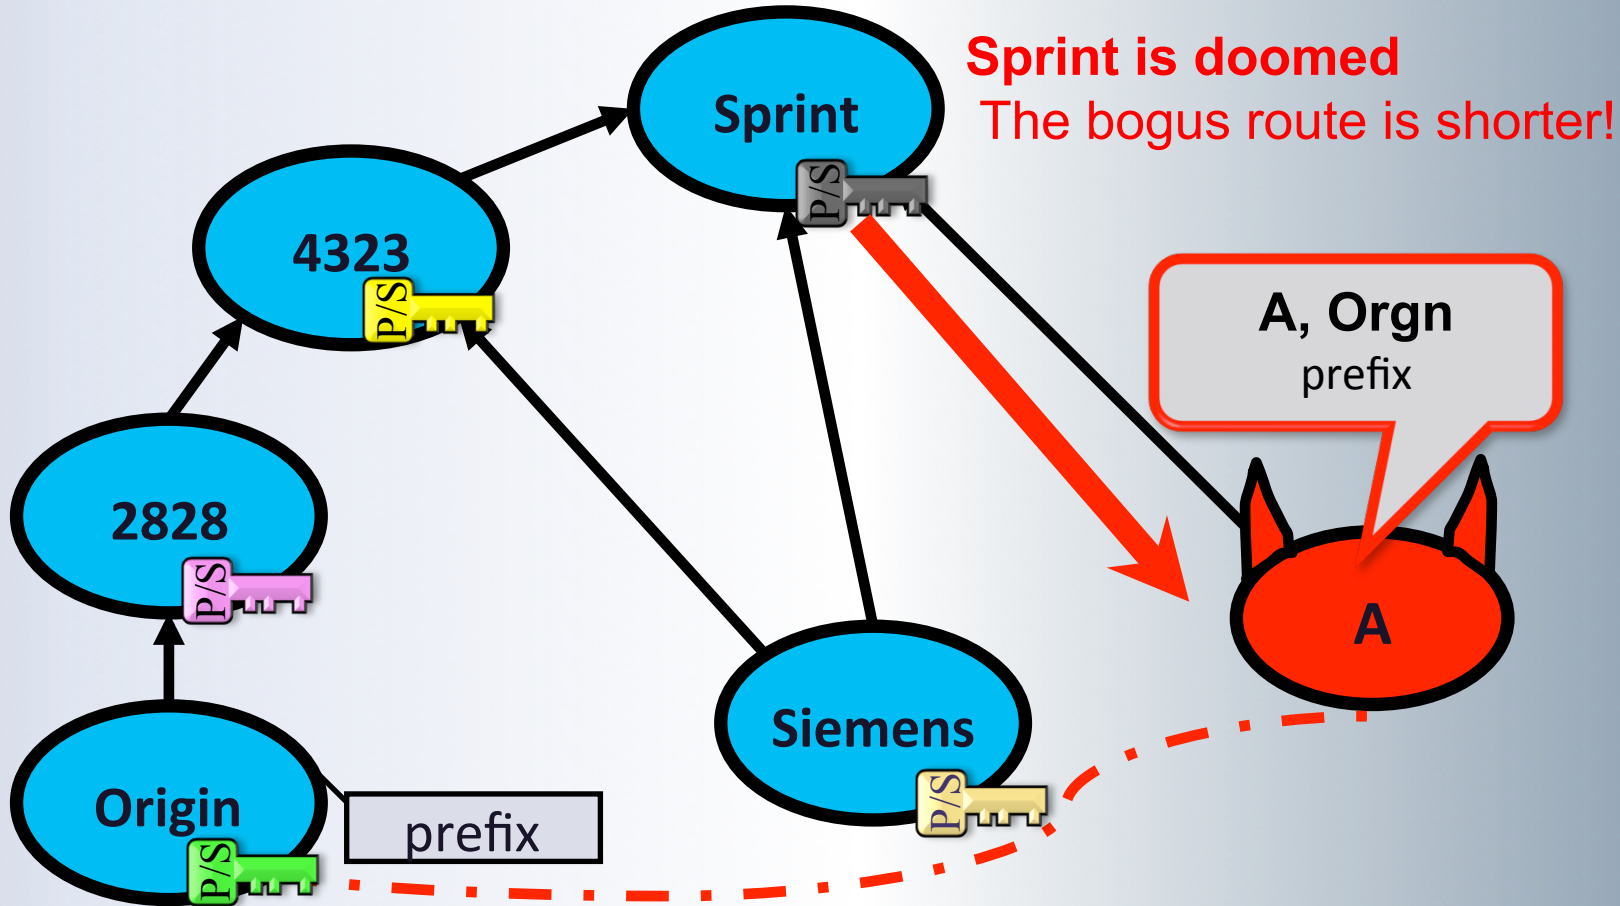 Sprint is doomed
The bogus route is shorter!
Sprint
P/S
4323
P/S
A, Orgn
prefix
2828
P/S
A
Siemens
P/S
Origin
P/S
prefix